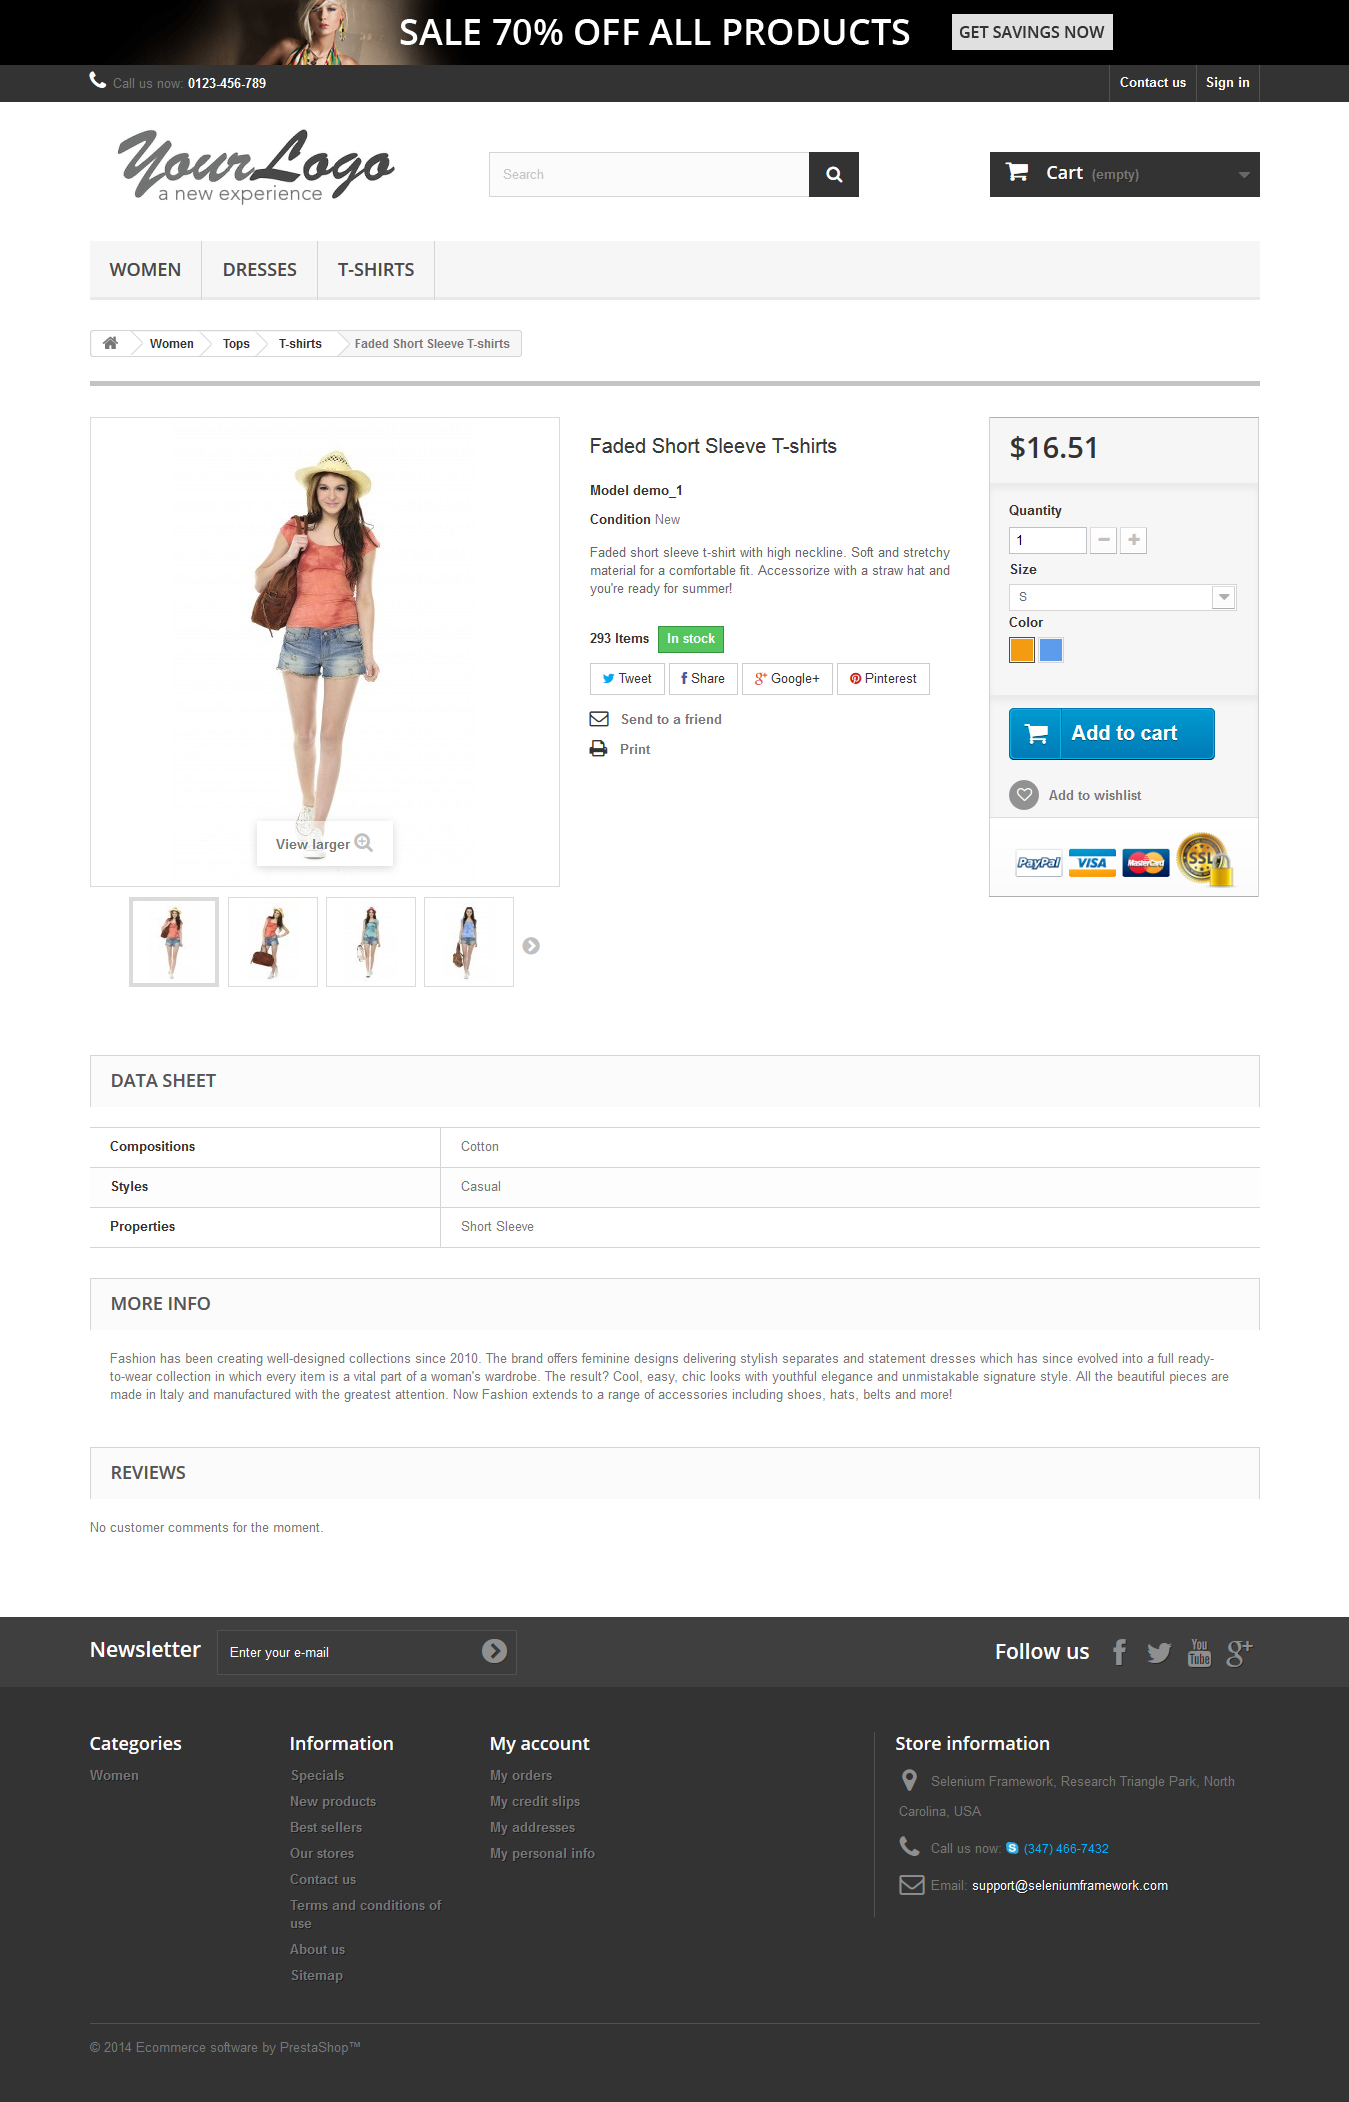 SALE 70% OFF ALL PRODUCTS
GET SAVINGS NOW
Call us now: 0123-456-789
Contact us
Sign in
YourLogo
a new experience
Search
Cart (empty)
WOMEN
DRESSES
T-SHIRTS
Women
Tops
T-shirts
Faded Short Sleeve T-shirts
View larger
Faded Short Sleeve T-shirts
Model demo_1
Condition New
Faded short sleeve t-shirt with high neckline. Soft and stretchy
material for a comfortable fit. Accessorize with a straw hat and
you're ready for summer!
293 Items In stock
Tweet
Share
Google+
Pinterest
Send to a friend
Print
$16.51
Quantity
1
Size
S
Color
Add to cart
Add to wishlist
PayPal
VISA
MasterCard
SSL
DATA SHEET
Compositions Cotton
Styles Casual
Properties Short Sleeve
MORE INFO
Fashion has been creating well-designed collections since 2010. The brand offers feminine designs delivering stylish separates and statement dresses which has since evolved into a full ready-
to-wear collection in which every item is a vital part of a woman's wardrobe. The result? Cool, easy, chic looks with youthful elegance and unmistakable signature style. All the beautiful pieces are
made in Italy and manufactured with the greatest attention. Now Fashion extends to a range of accessories including shoes, hats, belts and more!
REVIEWS
No customer comments for the moment.
Newsletter
Enter your e-mail
Follow us
You
Tube
Categories
Women
Information
Specials
New products
Best sellers
Our stores
Contact us
Terms and conditions of
use
About us
Sitemap
My account
My orders
My credit slips
My addresses
My personal info
Store information
Selenium Framework, Research Triangle Park, North
Carolina, USA
Call us now: (347) 466-7432
Email: support@seleniumframework.com
© 2014 Ecommerce software by PrestaShop™